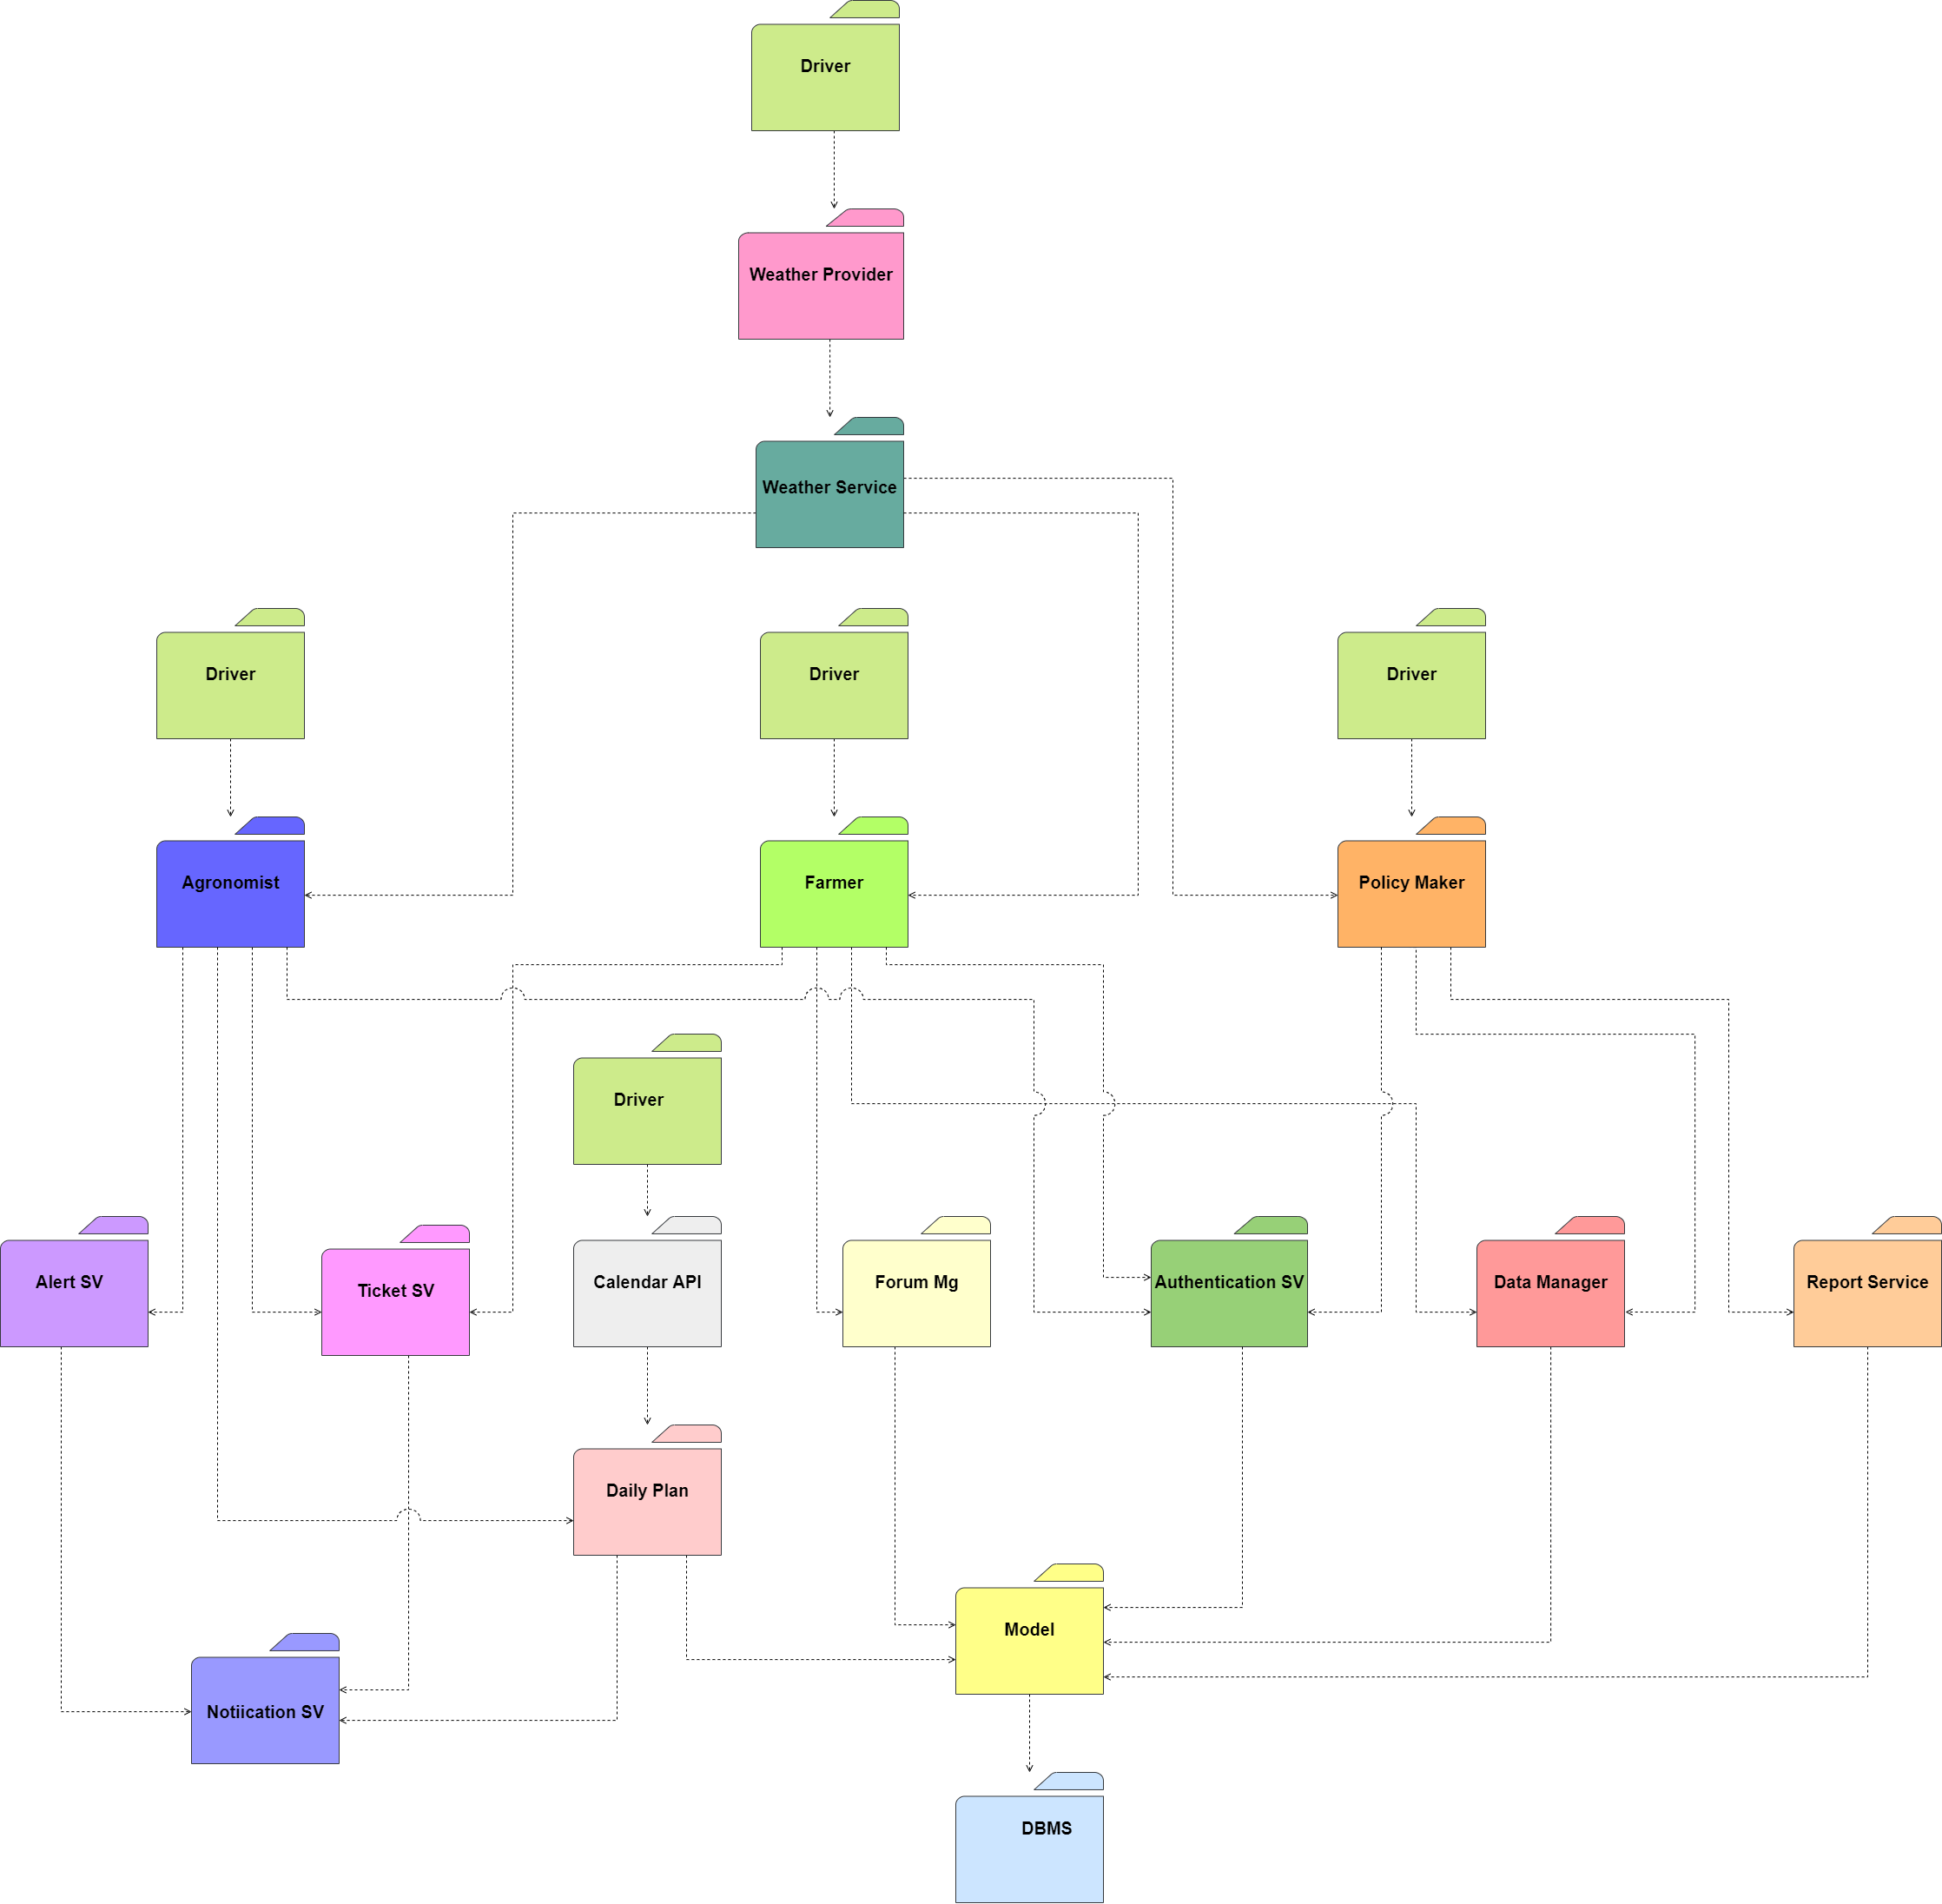 Driver
Weather Provider
Weather Service
Driver
Driver
Driver
Agronomist
Farmer
Policy Maker
Driver
Alert SV
Ticket SV
Calendar API
Forum Mg
Authentication SV
Data Manager
Report Service
Daily Plan
Model
Notiication SV
DBMS